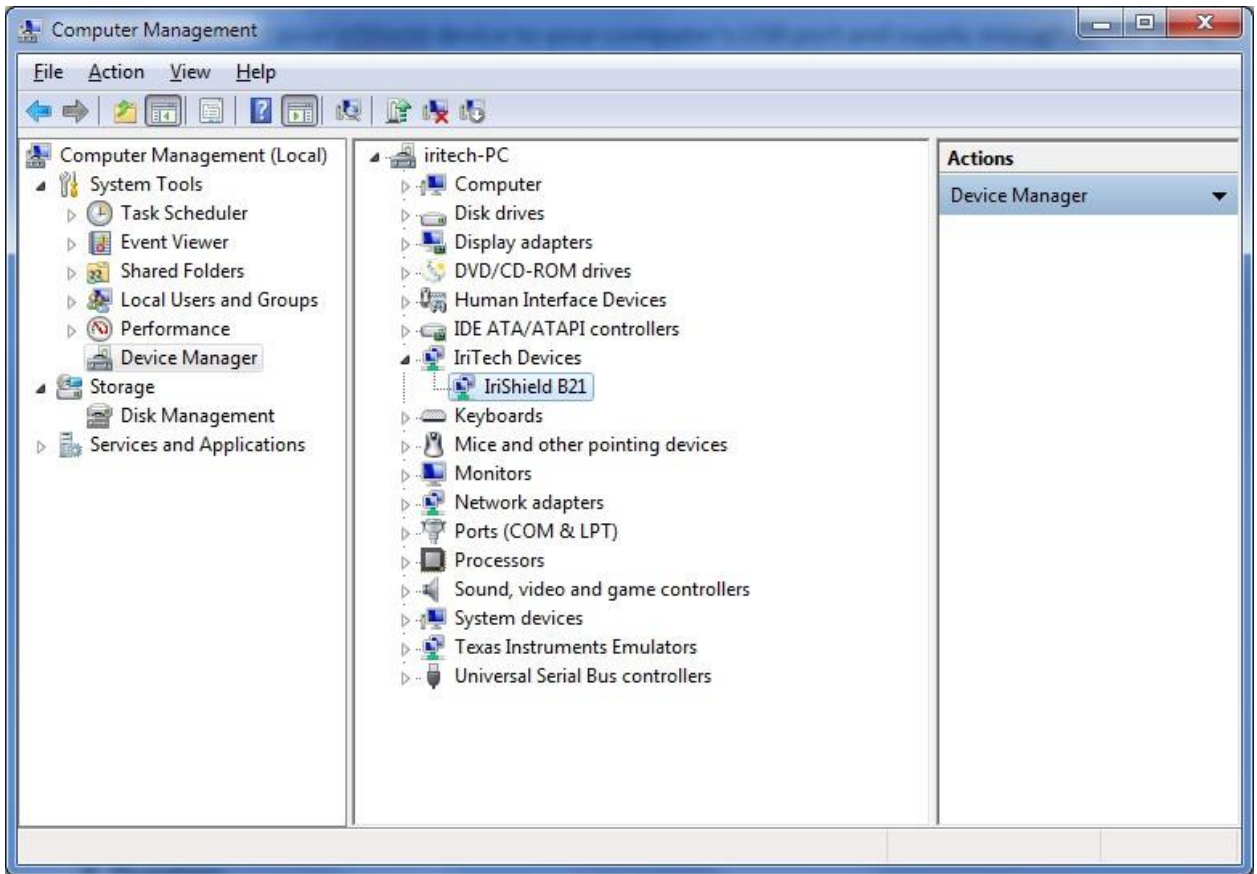 Computer Management
File Action View Help
Computer Management (Local)
System Tools
Task Scheduler
Event Viewer
Shared Folders
Local Users and Groups
Performance
Device Manager
Storage
Disk Management
Services and Applications
iritech-PC
Computer
Disk drives
Display adapters
DVD/CD-ROM drives
Human Interface Devices
IDE ATA/ATAPI controllers
IriTech Devices
IriShield B21
Keyboards
Mice and other pointing devices
Monitors
Network adapters
Ports (COM & LPT)
Processors
Sound, video and game controllers
System devices
Texas Instruments Emulators
Universal Serial Bus controllers
Actions
Device Manager